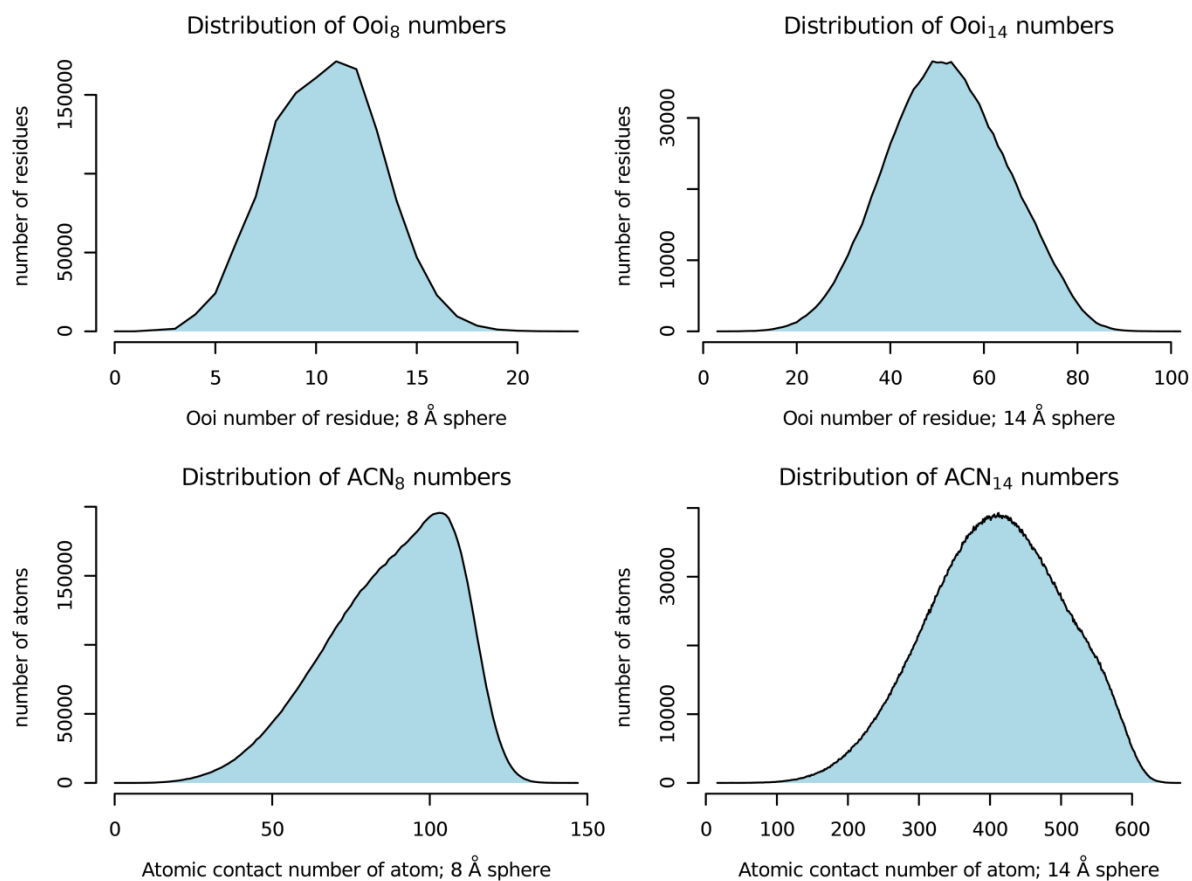 Distribution of Ooi₈ numbers
number of residues
150000
50000
0
0 5 10 15 20
Ooi number of residue; 8 Å sphere
Distribution of Ooi₁₄ numbers
number of residues
30000
10000
0
0 20 40 60 80 100
Ooi number of residue; 14 Å sphere
Distribution of ACN₈ numbers
number of atoms
150000
50000
0
0 50 100 150
Atomic contact number of atom; 8 Å sphere
Distribution of ACN₁₄ numbers
number of atoms
30000
10000
0
0 100 200 300 400 500 600
Atomic contact number of atom; 14 Å sphere